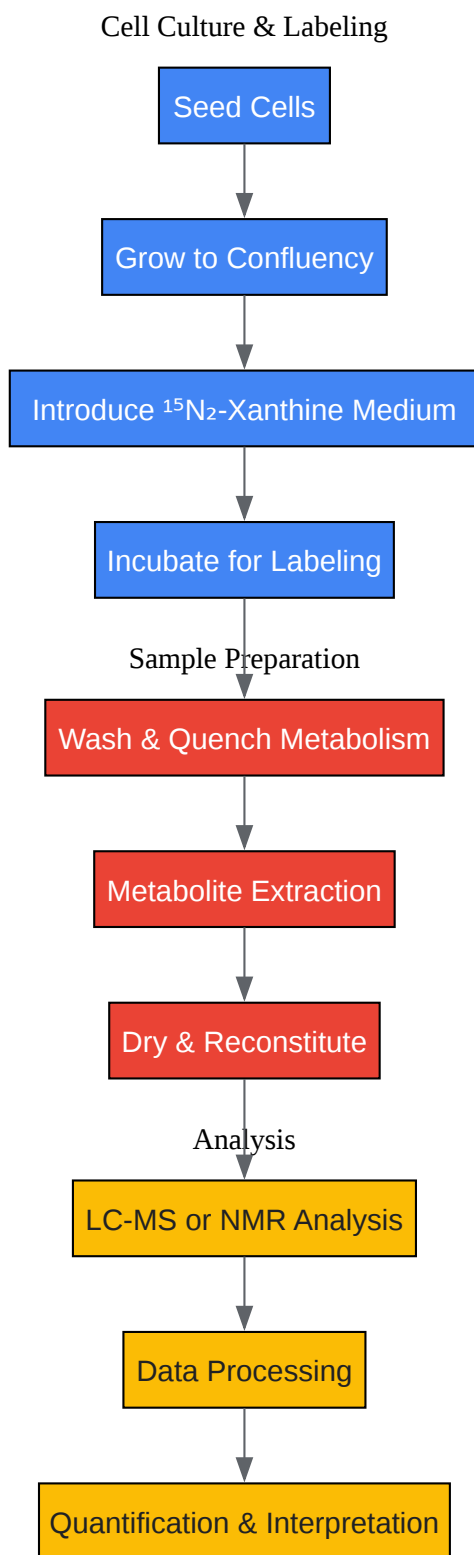 Cell Culture & Labeling
Seed Cells
Grow to Confluency
Introduce ¹⁵N₂-Xanthine Medium
Incubate for Labeling
Sample Preparation
Wash & Quench Metabolism
Metabolite Extraction
Dry & Reconstitute
Analysis
LC-MS or NMR Analysis
Data Processing
Quantification & Interpretation